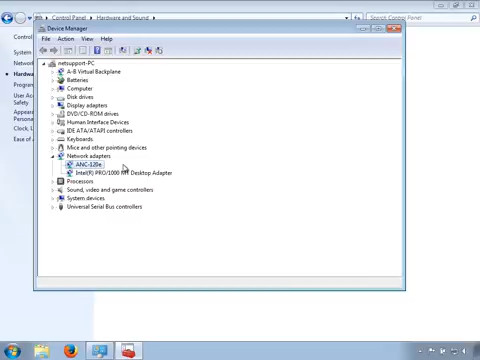 Control Panel
Hardware and Sound
Search Control Panel
Device Manager
File Action View Help
Control
System
Network
Hardwa
Program
User Acc
Safety
Appeara
Persona
Clock, L
Ease of A
netsupport-PC
A-B Virtual Backplane
Batteries
Computer
Disk drives
Display adapters
DVD/CD-ROM drives
Human Interface Devices
IDE ATA/ATAPI controllers
Keyboards
Mice and other pointing devices
Network adapters
ANC-120e
Intel(R) PRO/1000 MT Desktop Adapter
Processors
Sound, video and game controllers
System devices
Universal Serial Bus controllers